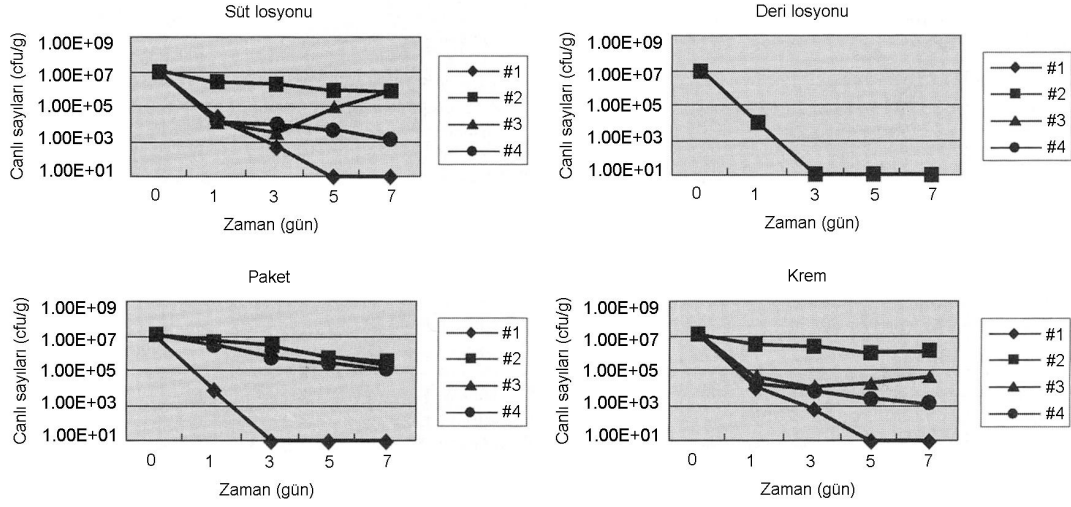 Süt losyonu
Canlı sayıları (cfu/g)
1.00E+09
1.00E+07
1.00E+05
1.00E+03
1.00E+01
0 1 3 5 7
Zaman (gün)
#1
#2
#3
#4
Deri losyonu
Canlı sayıları (cfu/g)
1.00E+09
1.00E+07
1.00E+05
1.00E+03
1.00E+01
0 1 3 5 7
Zaman (gün)
#1
#2
#3
#4
Paket
Canlı sayıları (cfu/g)
1.00E+09
1.00E+07
1.00E+05
1.00E+03
1.00E+01
0 1 3 5 7
Zaman (gün)
#1
#2
#3
#4
Krem
Canlı sayıları (cfu/g)
1.00E+09
1.00E+07
1.00E+05
1.00E+03
1.00E+01
0 1 3 5 7
Zaman (gün)
#1
#2
#3
#4